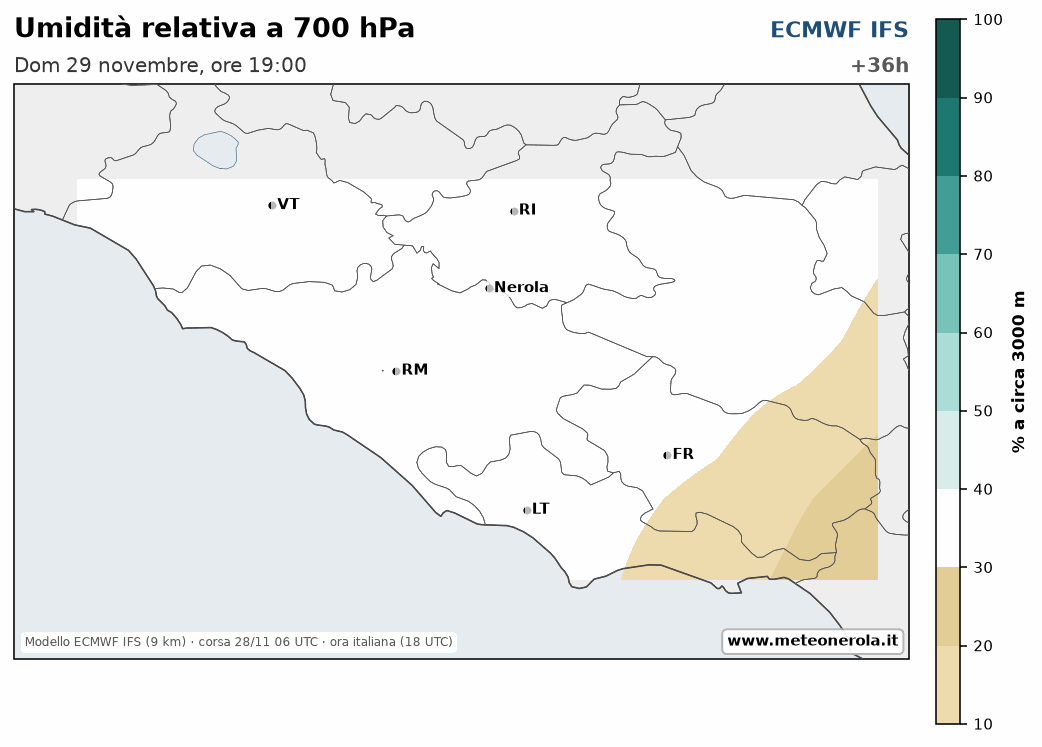 Umidità relativa a 700 hPa
ECMWF IFS
Dom 29 novembre, ore 19:00
+36h
100
90
80
70
60
50
40
30
20
10
% a circa 3000 m
VT
RI
Nerola
RM
FR
LT
Modello ECMWF IFS (9 km) · corsa 28/11 06 UTC · ora italiana (18 UTC)
www.meteonerola.it